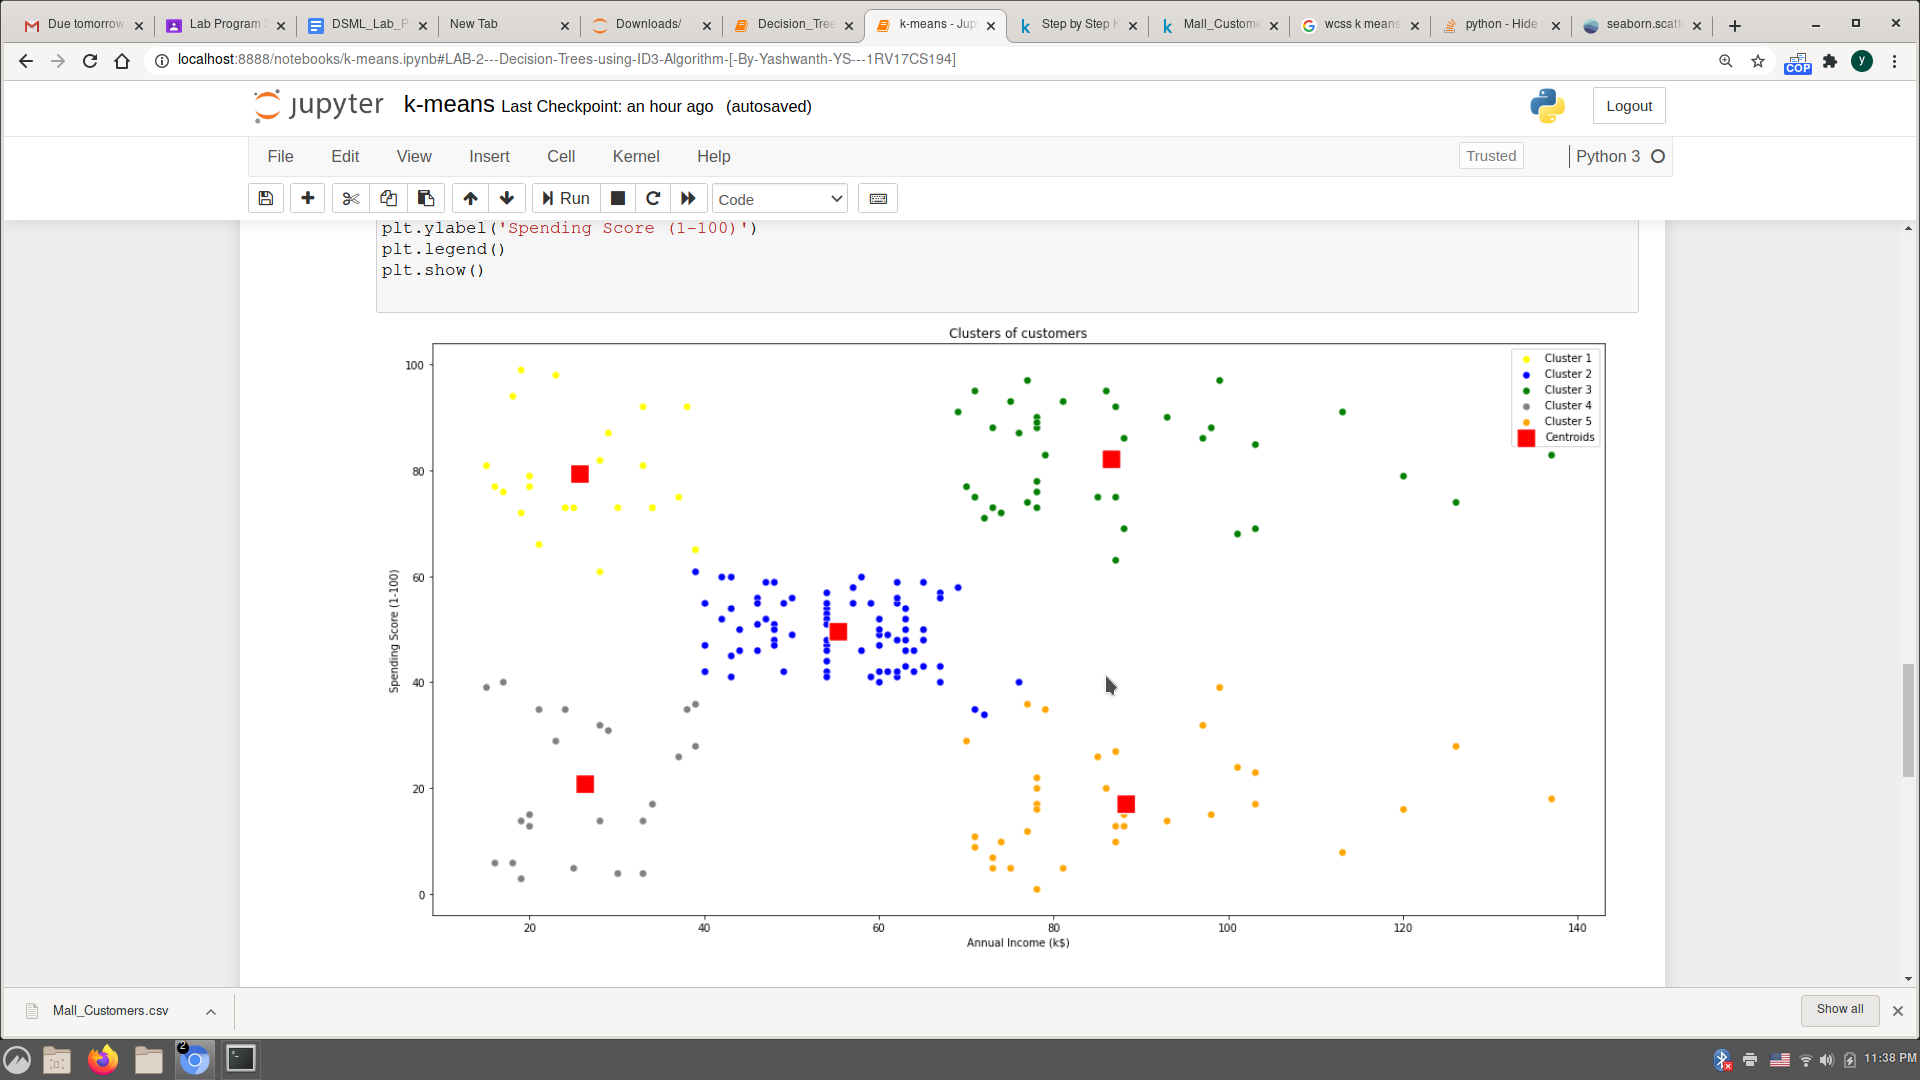 Due tomorrow
Lab Program
DSML_Lab_P
New Tab
Downloads/
Decision_Tree
k-means - Jup
Step by Step K
Mall_Custome
wcss k means
python - Hide
seaborn.scatt
localhost:8888/notebooks/k-means.ipynb#LAB-2---Decision-Trees-using-ID3-Algorithm-[-By-Yashwanth-YS---1RV17CS194]
COP
y
jupyter k-means Last Checkpoint: an hour ago (autosaved)
Logout
File Edit View Insert Cell Kernel Help
Trusted
Python 3
Run
Code
plt.ylabel('Spending Score (1-100)')
plt.legend()
plt.show()
Clusters of customers
Cluster 1
Cluster 2
Cluster 3
Cluster 4
Cluster 5
Centroids
100
80
60
40
20
0
Spending Score (1-100)
20 40 60 80 100 120 140
Annual Income (k$)
Mall_Customers.csv
Show all
2
11:38 PM